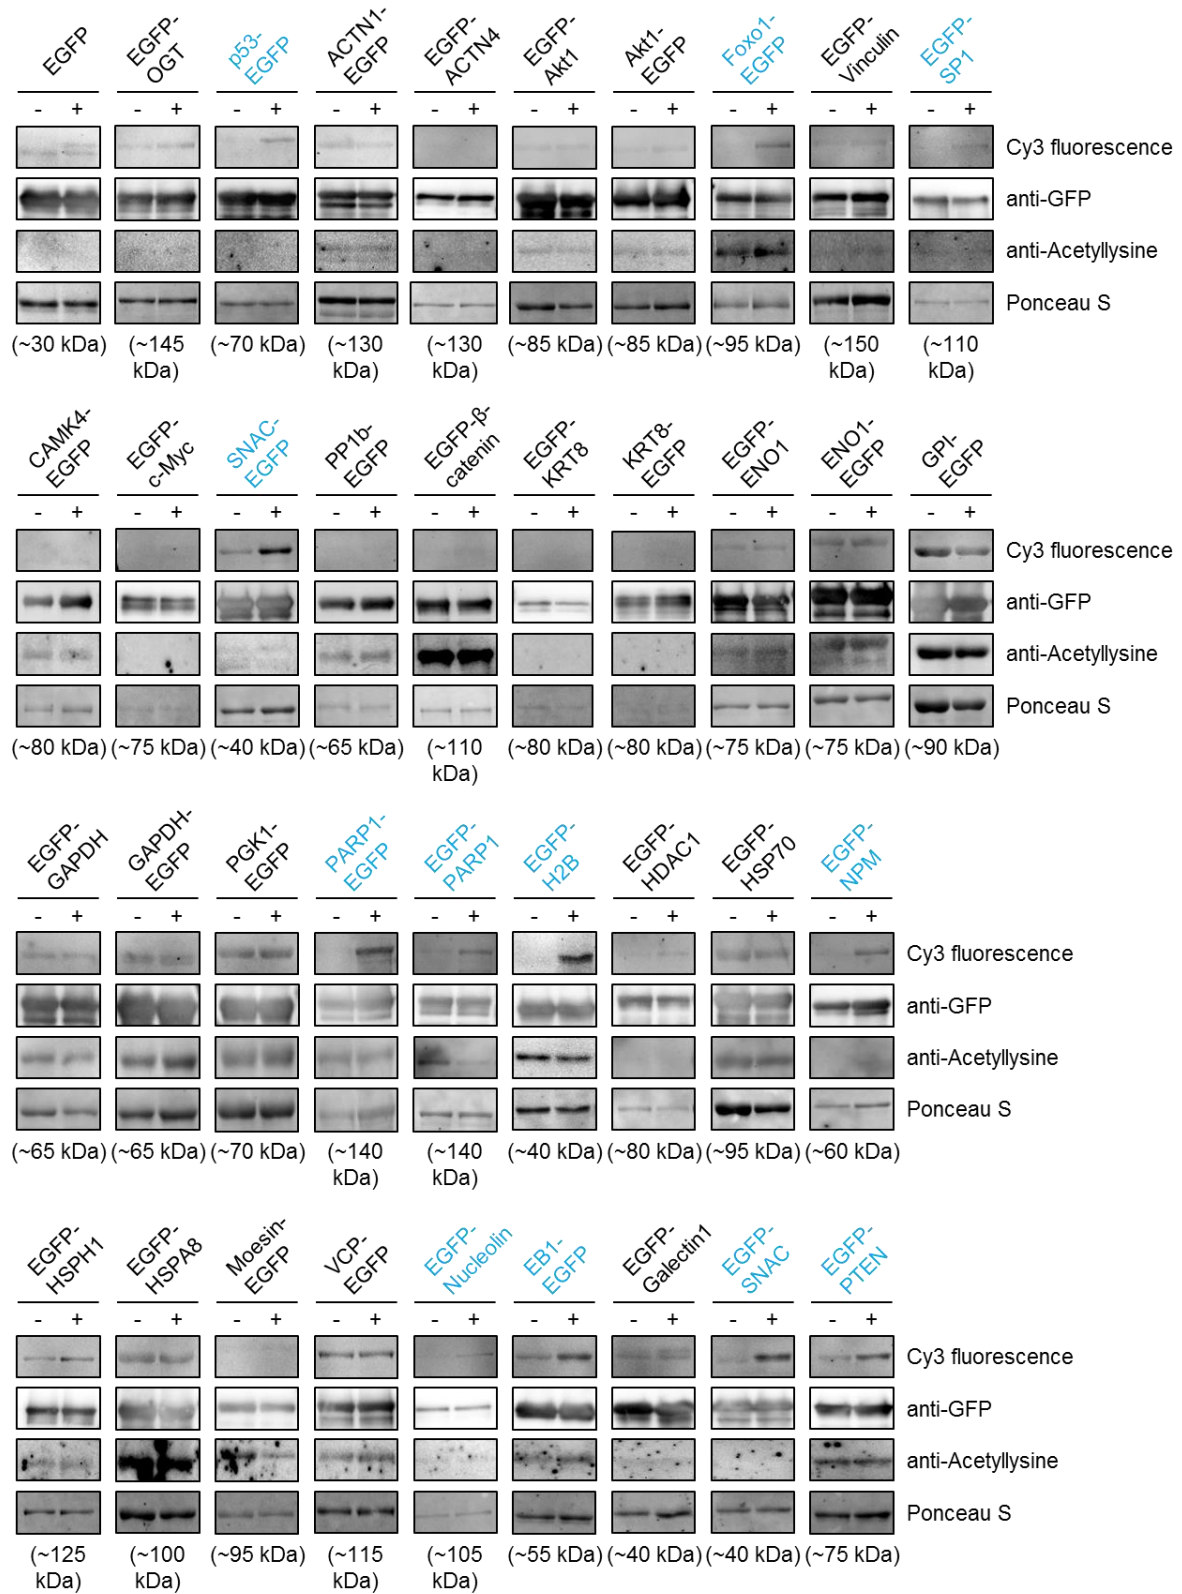 EGFP
EGFP-
OGT
p53-
EGFP
ACTN1-
EGFP
EGFP-
ACTN4
EGFP-
Akt1
Akt1-
EGFP
Foxo1-
EGFP
EGFP-
Vinculin
EGFP-
SP1
- + - + - + - + - + - + - + - + - + - +
Cy3 fluorescence
anti-GFP
anti-Acetyllysine
Ponceau S
(~30 kDa)
(~145
kDa)
(~70 kDa)
(~130
kDa)
(~130
kDa)
(~85 kDa)
(~85 kDa)
(~95 kDa)
(~150
kDa)
(~110
kDa)
CAMK4-
EGFP
EGFP-
c-Myc
SNAC-
EGFP
PP1b-
EGFP
EGFP-β-
catenin
EGFP-
KRT8
KRT8-
EGFP
EGFP-
ENO1
ENO1-
EGFP
GPI-
EGFP
- + - + - + - + - + - + - + - + - + - +
Cy3 fluorescence
anti-GFP
anti-Acetyllysine
Ponceau S
(~80 kDa)
(~75 kDa)
(~40 kDa)
(~65 kDa)
(~110
kDa)
(~80 kDa)
(~80 kDa)
(~75 kDa)
(~75 kDa)
(~90 kDa)
EGFP-
GAPDH
GAPDH-
EGFP
PGK1-
EGFP
PARP1-
EGFP
EGFP-
PARP1
EGFP-
H2B
EGFP-
HDAC1
EGFP-
HSP70
EGFP-
NPM
- + - + - + - + - + - + - + - + - +
Cy3 fluorescence
anti-GFP
anti-Acetyllysine
Ponceau S
(~65 kDa)
(~65 kDa)
(~70 kDa)
(~140
kDa)
(~140
kDa)
(~40 kDa)
(~80 kDa)
(~95 kDa)
(~60 kDa)
EGFP-
HSPH1
EGFP-
HSPA8
Moesin-
EGFP
VCP-
EGFP
EGFP-
Nucleolin
EB1-
EGFP
EGFP-
Galectin1
EGFP-
SNAC
EGFP-
PTEN
- + - + - + - + - + - + - + - + - +
Cy3 fluorescence
anti-GFP
anti-Acetyllysine
Ponceau S
(~125
kDa)
(~100
kDa)
(~95 kDa)
(~115
kDa)
(~105
kDa)
(~55 kDa)
(~40 kDa)
(~40 kDa)
(~75 kDa)